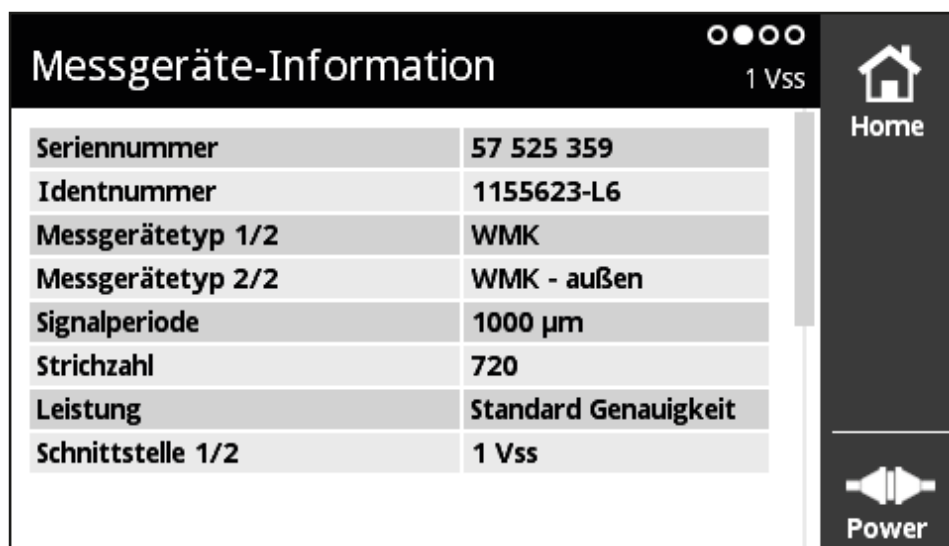 Messgeräte-Information
1 Vss
Home
Seriennummer 57 525 359
Identnummer 1155623-L6
Messgerätetyp 1/2 WMK
Messgerätetyp 2/2 WMK - außen
Signalperiode 1000 µm
Strichzahl 720
Leistung Standard Genauigkeit
Schnittstelle 1/2 1 Vss
Power